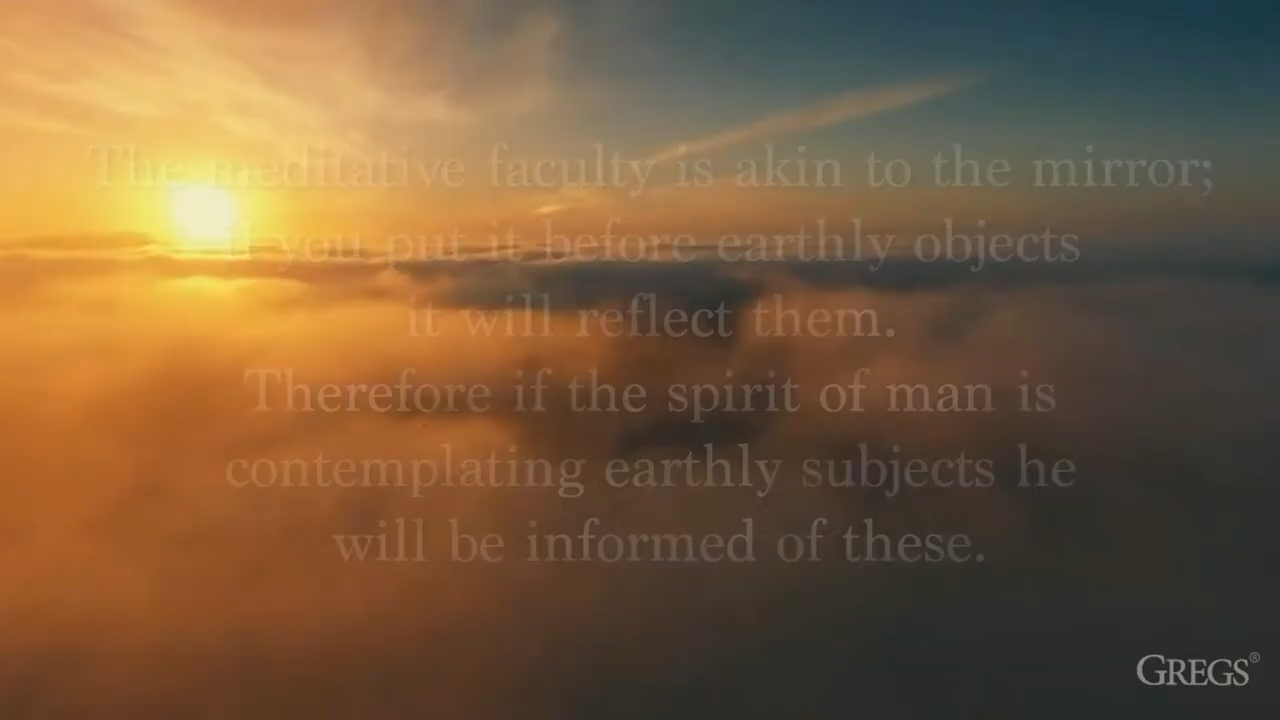 The meditative faculty is akin to the mirror;
if you put it before earthly objects
it will reflect them.
Therefore if the spirit of man is
contemplating earthly subjects he
will be informed of these.
GREGS®